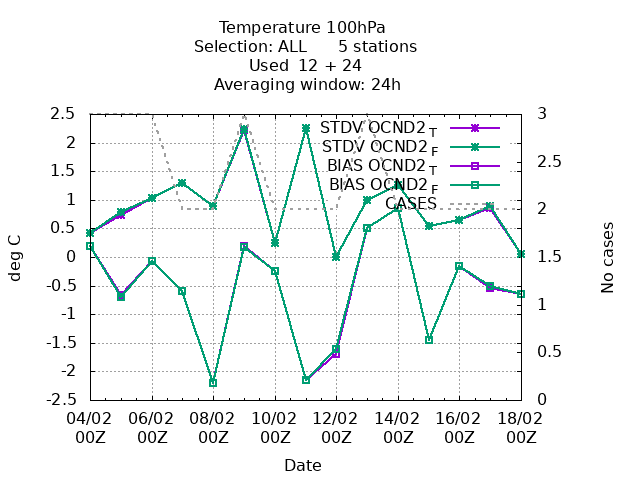 Temperature 100hPa
Selection: ALL 5 stations
Used 12 + 24
Averaging window: 24h
STDV OCND2 T
STDV OCND2 F
BIAS OCND2 T
BIAS OCND2 F
CASES
deg C
2.5
2
1.5
1
0.5
0
-0.5
-1
-1.5
-2
-2.5
No cases
3
2.5
2
1.5
1
0.5
0
04/02 06/02 08/02 10/02 12/02 14/02 16/02 18/02
00Z 00Z 00Z 00Z 00Z 00Z 00Z 00Z
Date